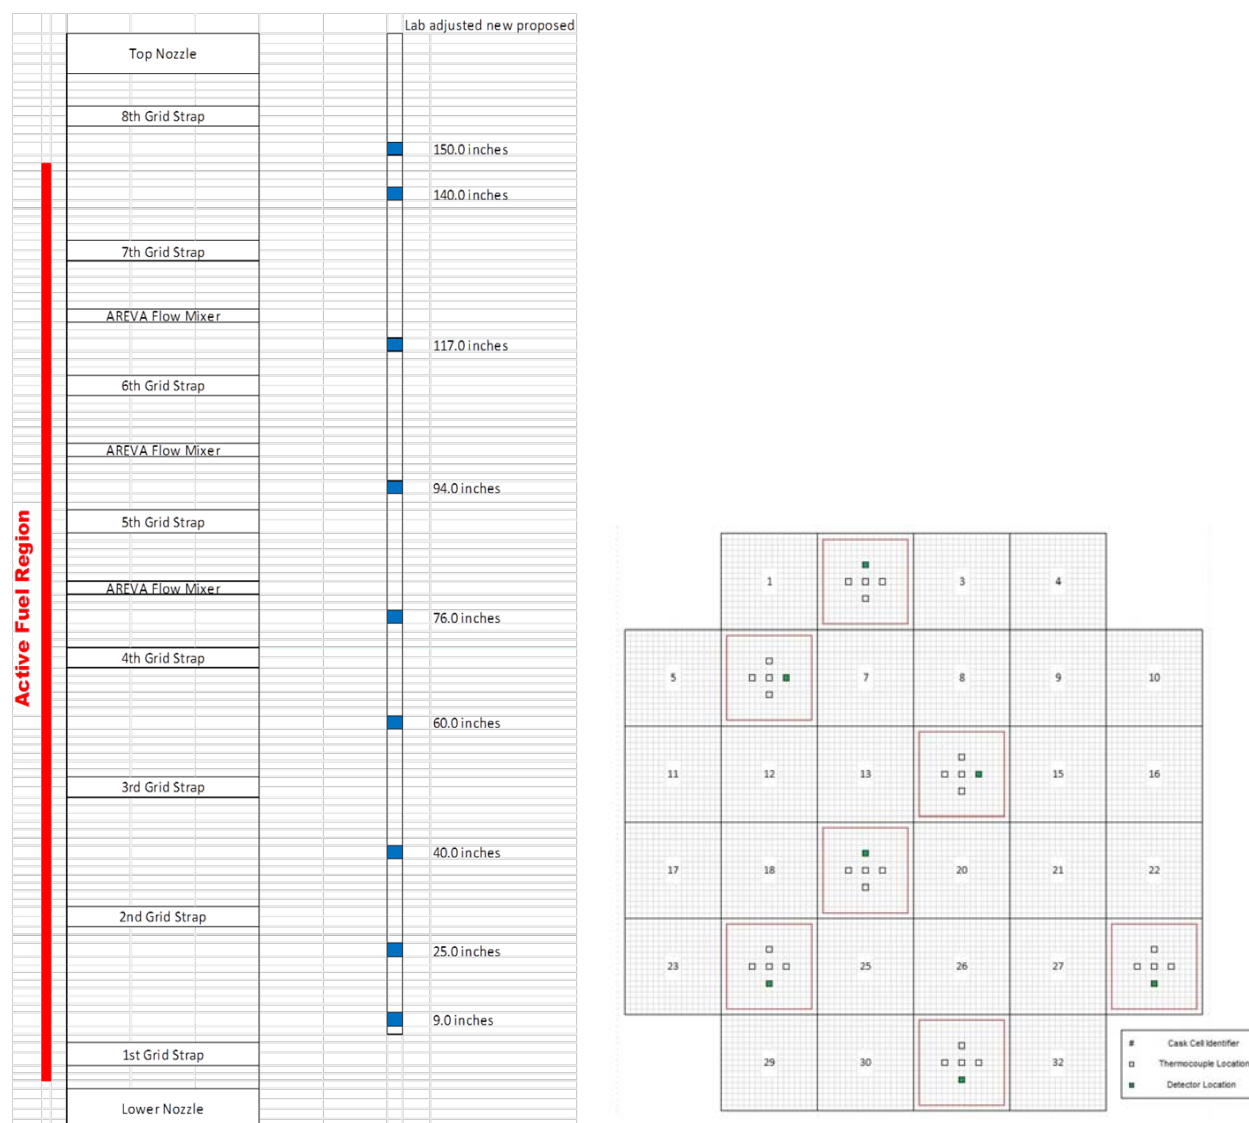 Lab adjusted new proposed
Top Nozzle
8th Grid Strap
150.0 inches
140.0 inches
7th Grid Strap
AREVA Flow Mixer
117.0 inches
6th Grid Strap
AREVA Flow Mixer
94.0 inches
5th Grid Strap
AREVA Flow Mixer
76.0 inches
4th Grid Strap
60.0 inches
3rd Grid Strap
40.0 inches
2nd Grid Strap
25.0 inches
9.0 inches
1st Grid Strap
Lower Nozzle
Active Fuel Region
1 3 4
5 7 8 9 10
11 12 13 15 16
17 18 20 21 22
23 25 26 27
29 30 32
# Cask Cell Identifier
Thermocouple Location
Detector Location